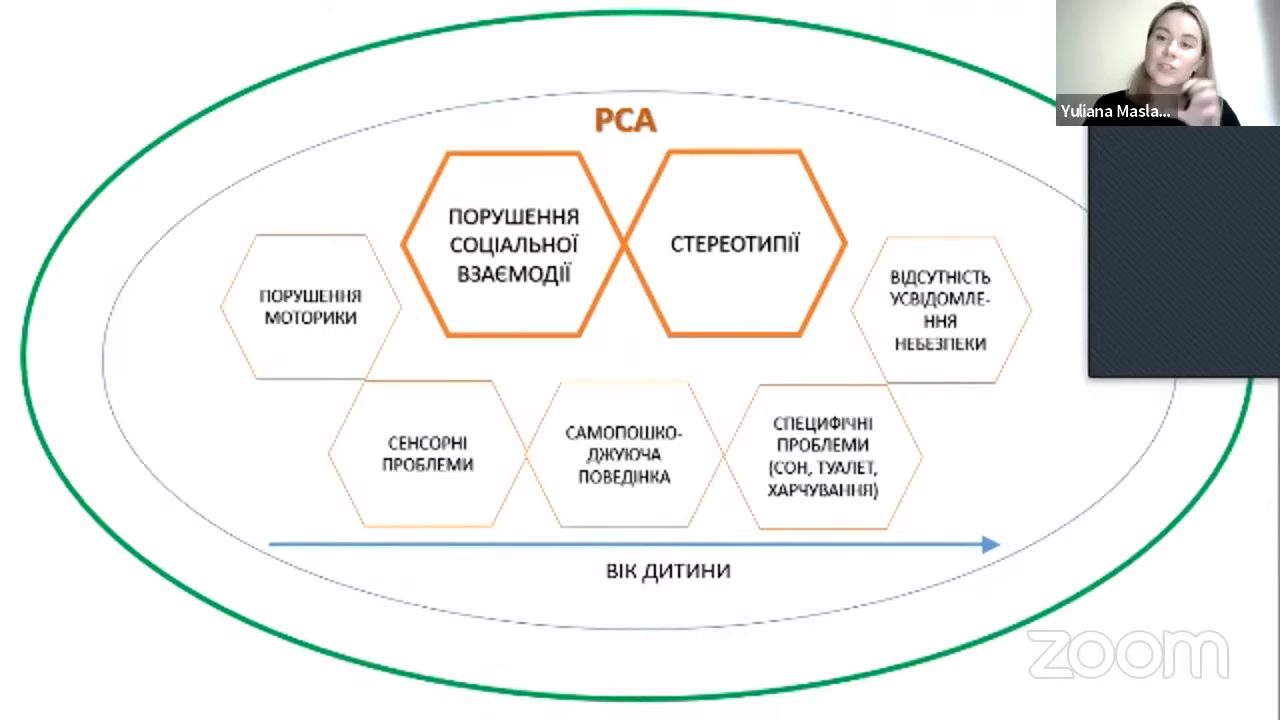 Yuliana Masla...
РСА
ПОРУШЕННЯ
СОЦІАЛЬНОЇ
ВЗАЄМОДІЇ
СТЕРЕОТИПІЇ
ПОРУШЕННЯ
МОТОРИКИ
ВІДСУТНІСТЬ
УСВІДОМЛЕ-
ННЯ
НЕБЕЗПЕКИ
СЕНСОРНІ
ПРОБЛЕМИ
САМОПОШКО-
ДЖУЮЧА
ПОВЕДІНКА
СПЕЦИФІЧНІ
ПРОБЛЕМИ
(СОН, ТУАЛЕТ,
ХАРЧУВАННЯ)
ВІК ДИТИНИ
zoom